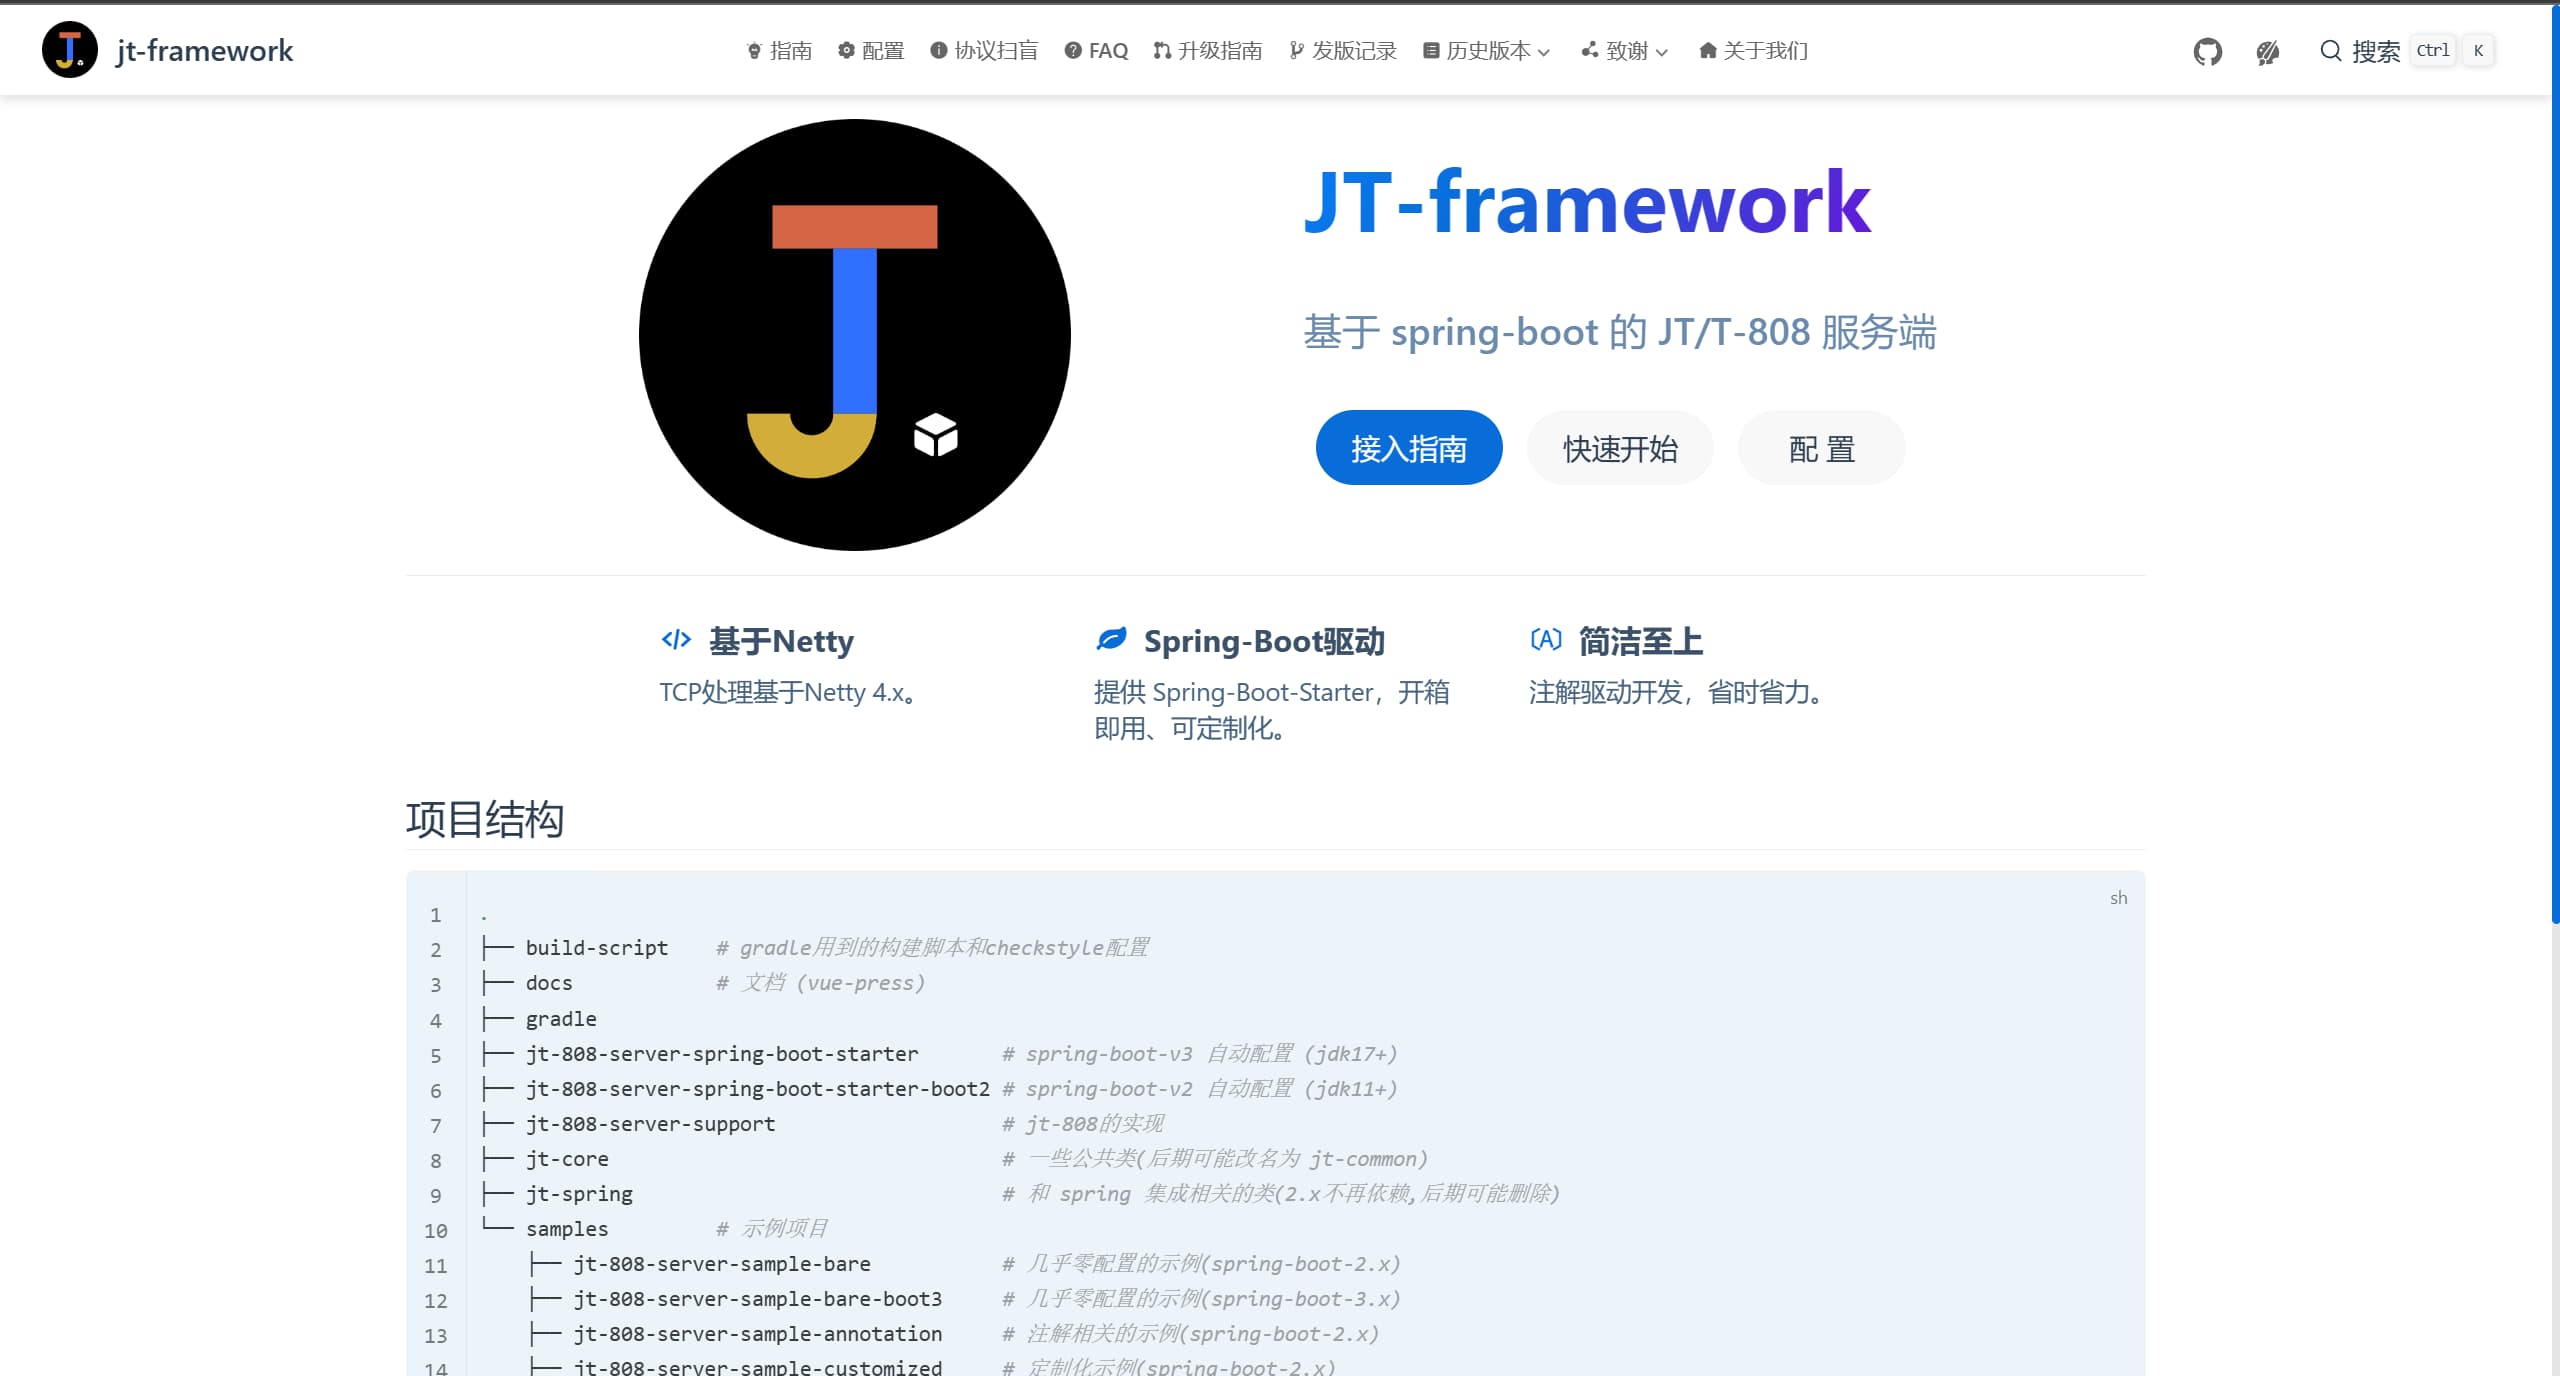 jt-framework
指南 配置 协议扫盲 FAQ 升级指南 发版记录 历史版本 致谢 关于我们
搜索 Ctrl K
JT-framework
基于 spring-boot 的 JT/T-808 服务端
接入指南 快速开始 配 置
基于Netty
TCP处理基于Netty 4.x。
Spring-Boot驱动
提供 Spring-Boot-Starter，开箱
即用、可定制化。
简洁至上
注解驱动开发，省时省力。
项目结构
sh
1 .
2 ├── build-script    # gradle用到的构建脚本和checkstyle配置
3 ├── docs            # 文档 (vue-press)
4 ├── gradle
5 ├── jt-808-server-spring-boot-starter       # spring-boot-v3 自动配置 (jdk17+)
6 ├── jt-808-server-spring-boot-starter-boot2 # spring-boot-v2 自动配置 (jdk11+)
7 ├── jt-808-server-support                   # jt-808的实现
8 ├── jt-core                                 # 一些公共类(后期可能改名为 jt-common)
9 ├── jt-spring                               # 和 spring 集成相关的类(2.x不再依赖,后期可能删除)
10 └── samples         # 示例项目
11     ├── jt-808-server-sample-bare           # 几乎零配置的示例(spring-boot-2.x)
12     ├── jt-808-server-sample-bare-boot3     # 几乎零配置的示例(spring-boot-3.x)
13     ├── jt-808-server-sample-annotation     # 注解相关的示例(spring-boot-2.x)
14     ├── jt-808-server-sample-customized     # 定制化示例(spring-boot-2.x)